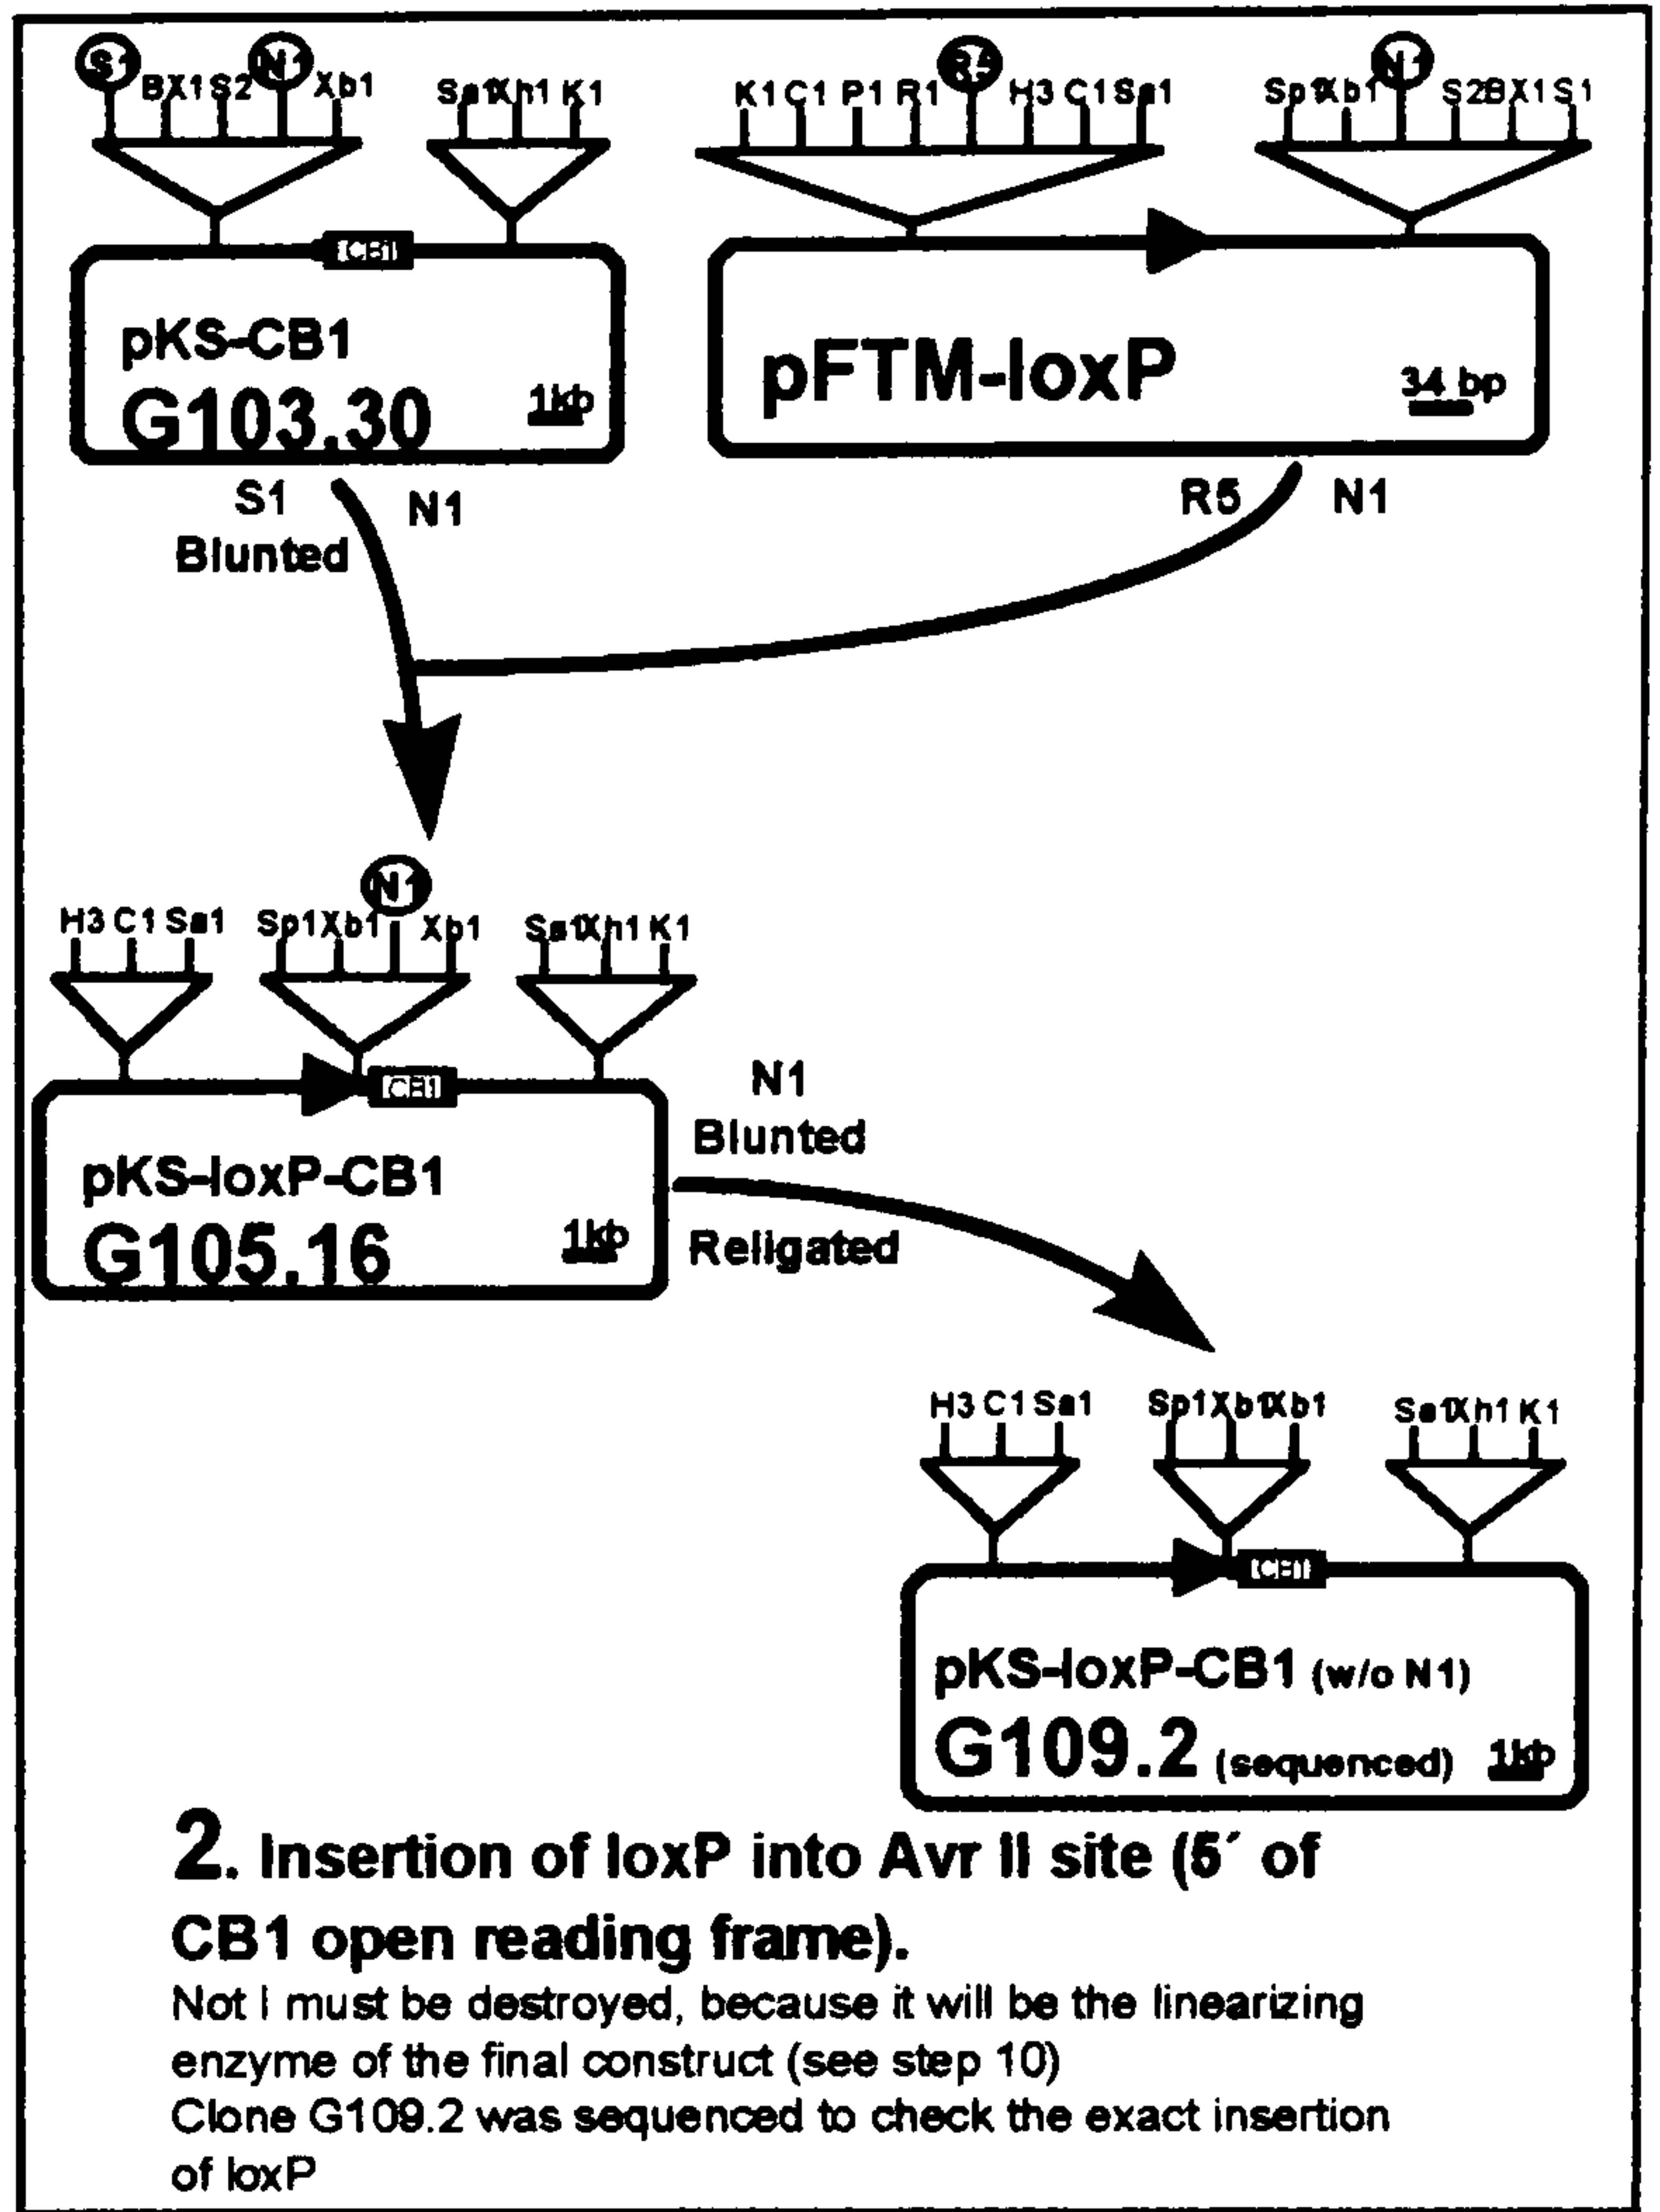 S1 BX1 S2 N1 Xb1
Sa1 Xh1 K1
K1 C1 P1 R1 R5 H3 C1 Sa1
Sp1 Xb1 N1 S2 BX1 S1
CB1
pKS-CB1
G103.30
1kb
pFTM-loxP
34 bp
S1 N1
Blunted
R5 N1
H3 C1 Sa1
Sp1 Xb1 N1 Xb1
Sa1 Xh1 K1
CB1
pKS-loxP-CB1
G105.16
1kb
N1
Blunted
Religated
H3 C1 Sa1
Sp1 Xb1 Xb1
Sa1 Xh1 K1
CB1
pKS-loxP-CB1 (w/o N1)
G109.2 (sequenced)
1kb
2. Insertion of loxP into Avr II site (5´ of
CB1 open reading frame).
Not I must be destroyed, because it will be the linearizing
enzyme of the final construct (see step 10)
Clone G109.2 was sequenced to check the exact insertion
of loxP